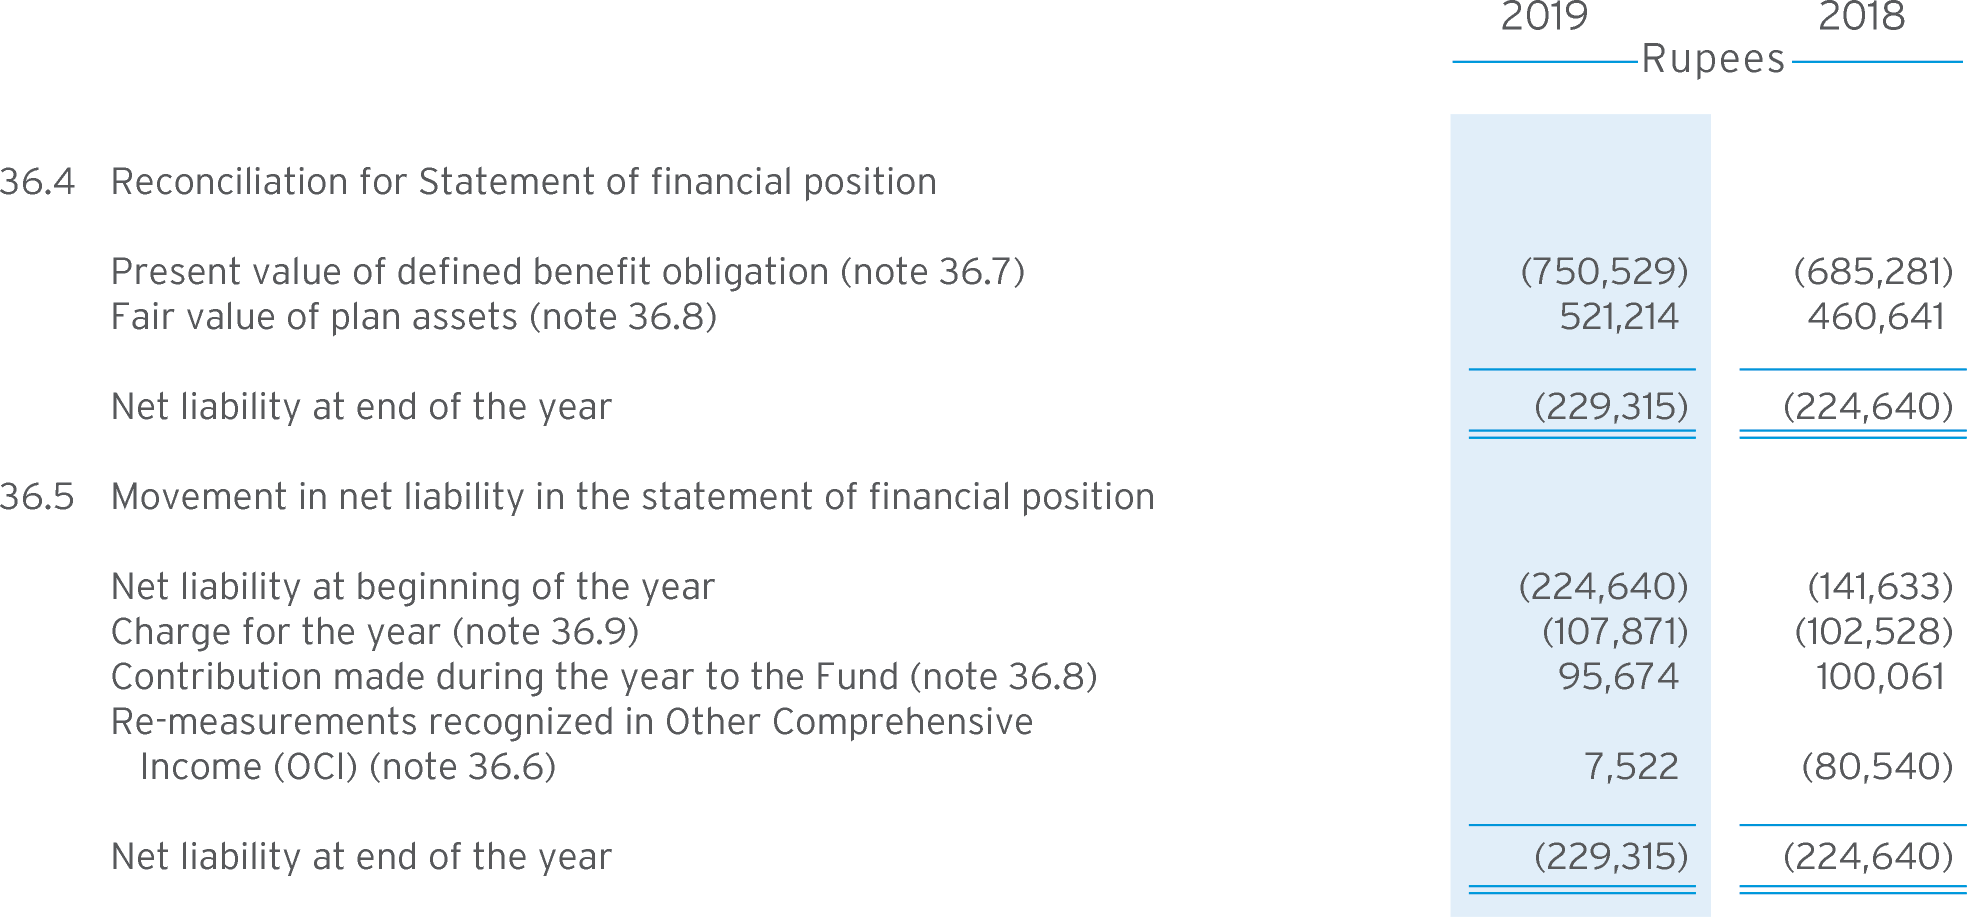 2019 2018
Rupees
36.4 Reconciliation for Statement of financial position
Present value of defined benefit obligation (note 36.7) (750,529) (685,281)
Fair value of plan assets (note 36.8) 521,214 460,641
Net liability at end of the year (229,315) (224,640)
36.5 Movement in net liability in the statement of financial position
Net liability at beginning of the year (224,640) (141,633)
Charge for the year (note 36.9) (107,871) (102,528)
Contribution made during the year to the Fund (note 36.8) 95,674 100,061
Re-measurements recognized in Other Comprehensive
Income (OCI) (note 36.6) 7,522 (80,540)
Net liability at end of the year (229,315) (224,640)